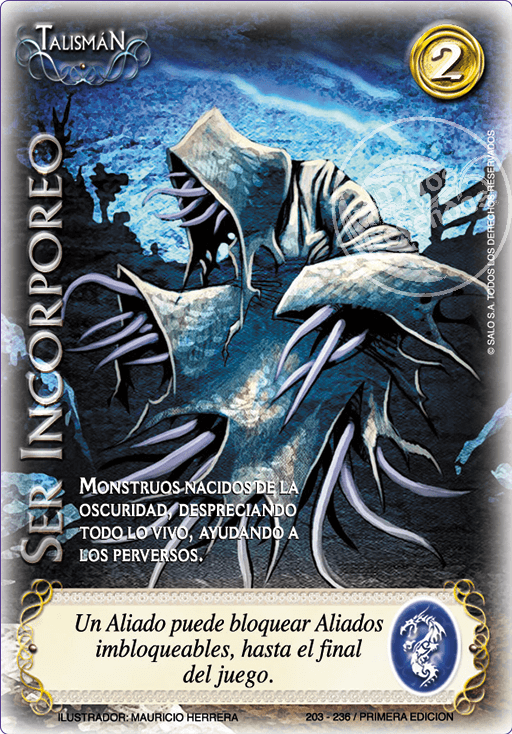 Talismán
2
Ser Incorporeo
© SALO S.A. TODOS LOS DERECHOS RESERVADOS
Monstruos nacidos de la
oscuridad, despreciando
todo lo vivo, ayudando a
los perversos.
Un Aliado puede bloquear Aliados
imbloqueables, hasta el final
del juego.
ILUSTRADOR: MAURICIO HERRERA
203 - 236 / PRIMERA EDICION